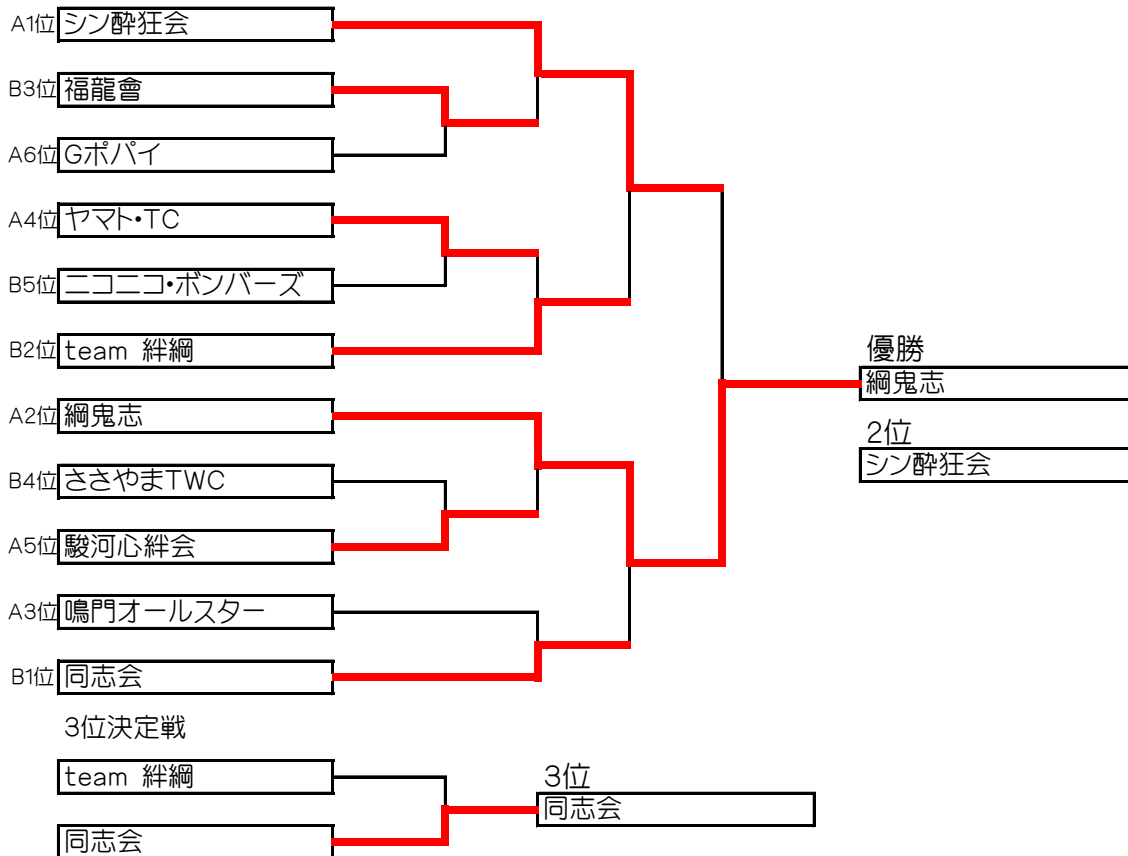 A1位 シン酔狂会
B3位 福龍會
A6位 Gポパイ
A4位 ヤマト・TC
B5位 ニコニコ・ボンバーズ
B2位 team 絆綱
優勝
綱鬼志
A2位 綱鬼志
2位
シン酔狂会
B4位 ささやまTWC
A5位 駿河心絆会
A3位 鳴門オールスター
B1位 同志会
3位決定戦
team 絆綱
3位
同志会
同志会